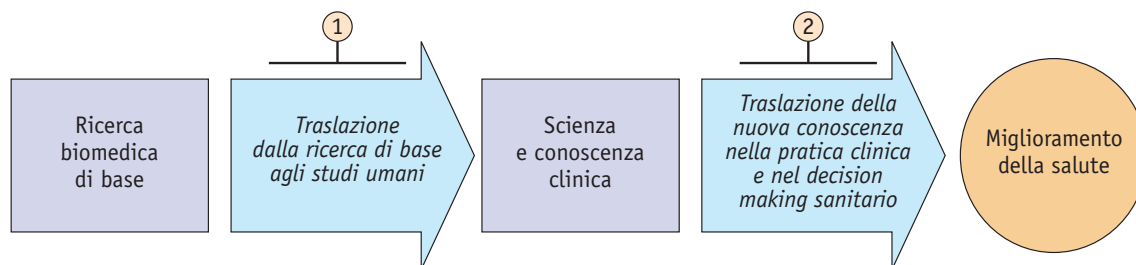 1
2
Ricerca
biomedica
di base
Traslazione
dalla ricerca di base
agli studi umani
Scienza
e conoscenza
clinica
Traslazione della
nuova conoscenza
nella pratica clinica
e nel decision
making sanitario
Miglioramento
della salute